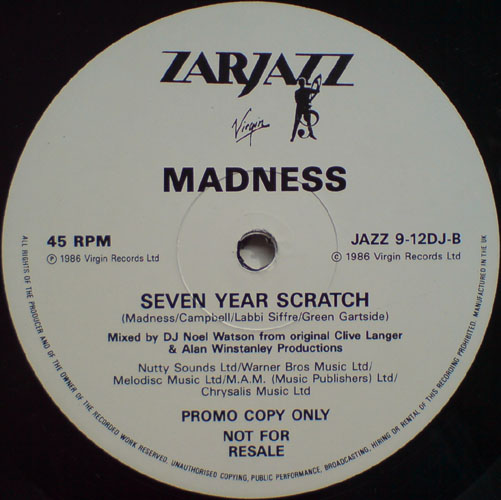 ZARJAZZ
Virgin
MADNESS
45 RPM
℗ 1986 Virgin Records Ltd
JAZZ 9-12DJ-B
© 1986 Virgin Records Ltd
SEVEN YEAR SCRATCH
(Madness/Campbell/Labbi Siffre/Green Gartside)
Mixed by DJ Noel Watson from original Clive Langer
& Alan Winstanley Productions
Nutty Sounds Ltd/Warner Bros Music Ltd/
Melodisc Music Ltd/M.A.M. (Music Publishers) Ltd/
Chrysalis Music Ltd
PROMO COPY ONLY
NOT FOR
RESALE
ALL RIGHTS OF THE PRODUCER AND OF THE OWNER OF THE RECORDED WORK RESERVED. UNAUTHORISED COPYING, PUBLIC PERFORMANCE, BROADCASTING, HIRING OR RENTAL OF THIS RECORDING PROHIBITED. MANUFACTURED IN THE UK